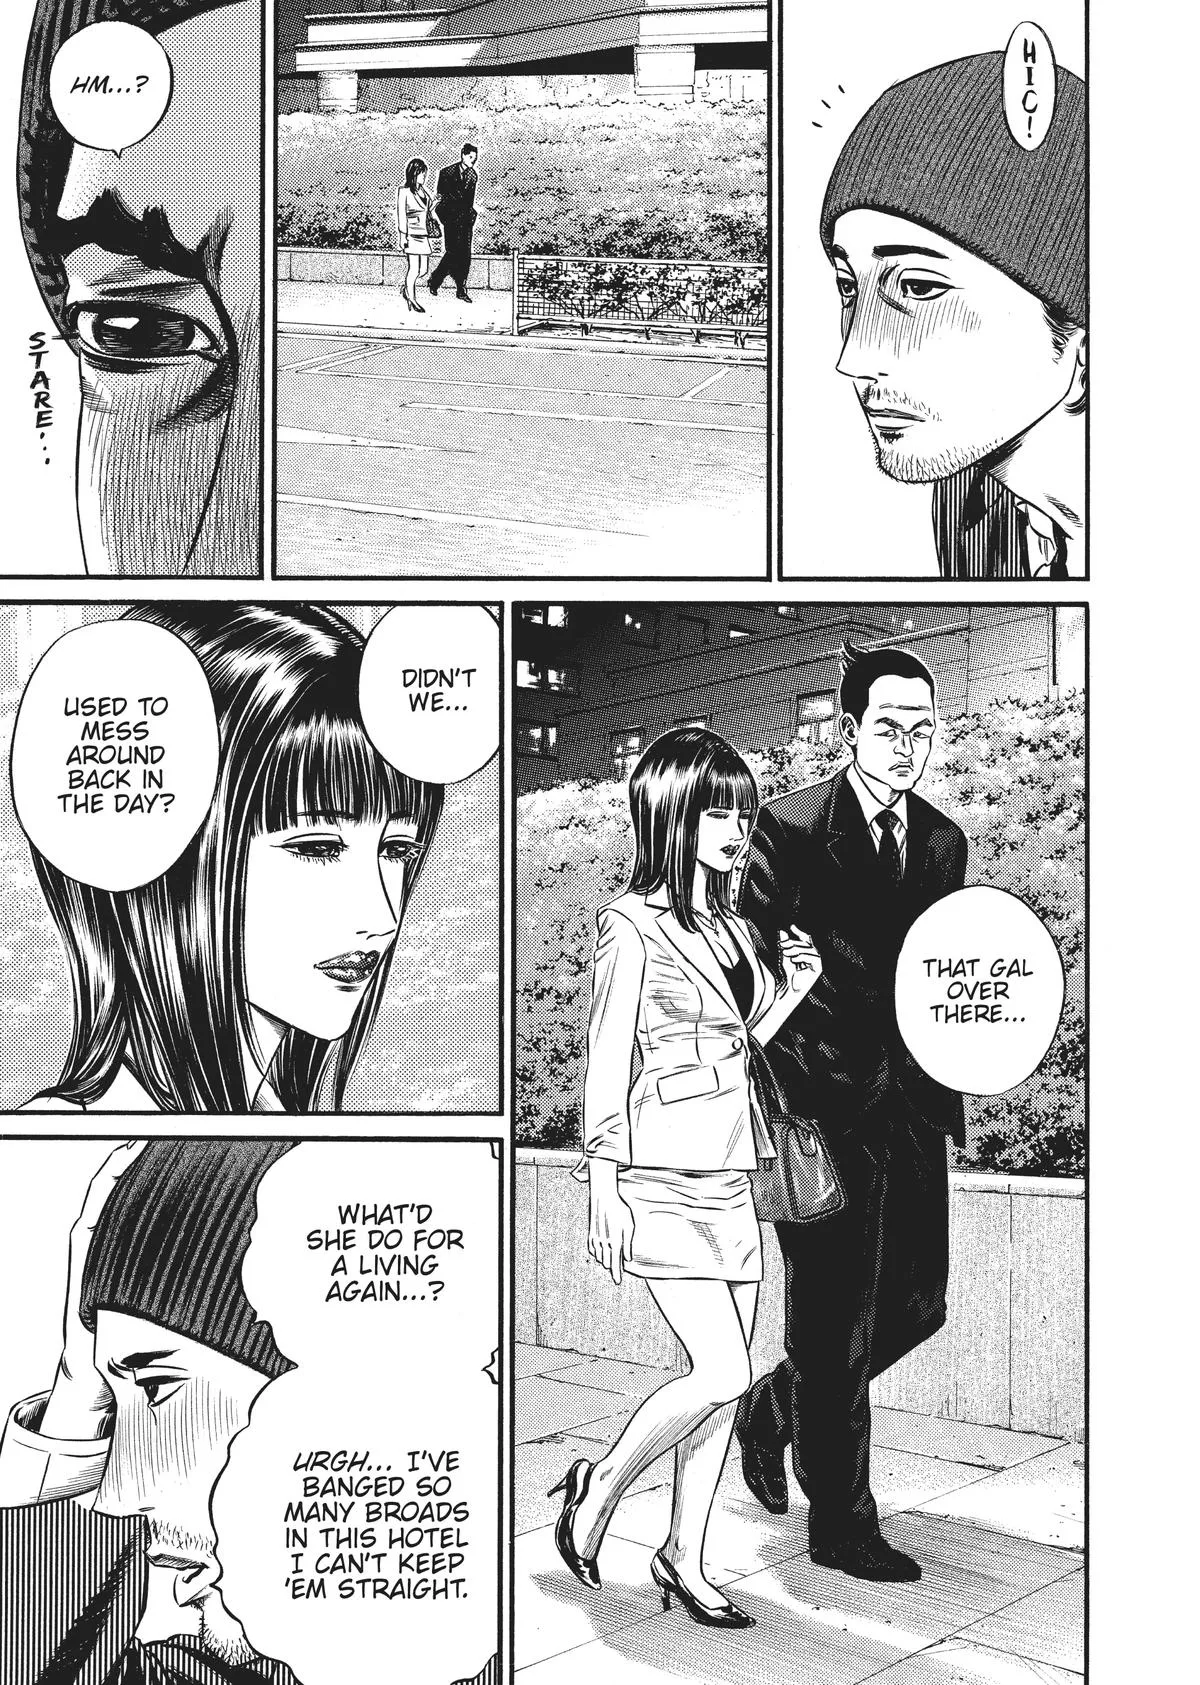 HIC!
HM...?
STARE...
THAT GAL
OVER
THERE...
DIDN'T
WE...
USED TO
MESS
AROUND
BACK IN
THE DAY?
WHAT'D
SHE DO FOR
A LIVING
AGAIN...?
URGH... I'VE
BANGED SO
MANY BROADS
IN THIS HOTEL
I CAN'T KEEP
'EM STRAIGHT.